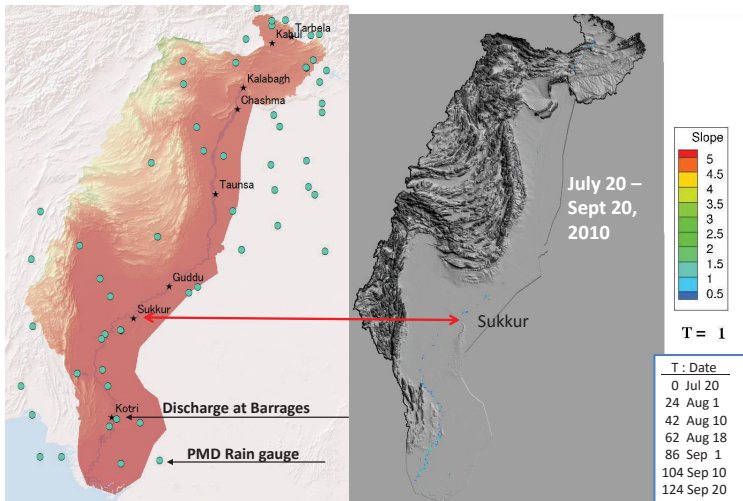 Tarbela
Kabul
Kalabagh
Chashma
Taunsa
Guddu
Sukkur
Kotri
Discharge at Barrages
PMD Rain gauge
July 20 –
Sept 20,
2010
Sukkur
Slope
5
4.5
4
3.5
3
2.5
2
1.5
1
0.5
T = 1
T : Date
0 Jul 20
24 Aug 1
42 Aug 10
62 Aug 18
86 Sep 1
104 Sep 10
124 Sep 20